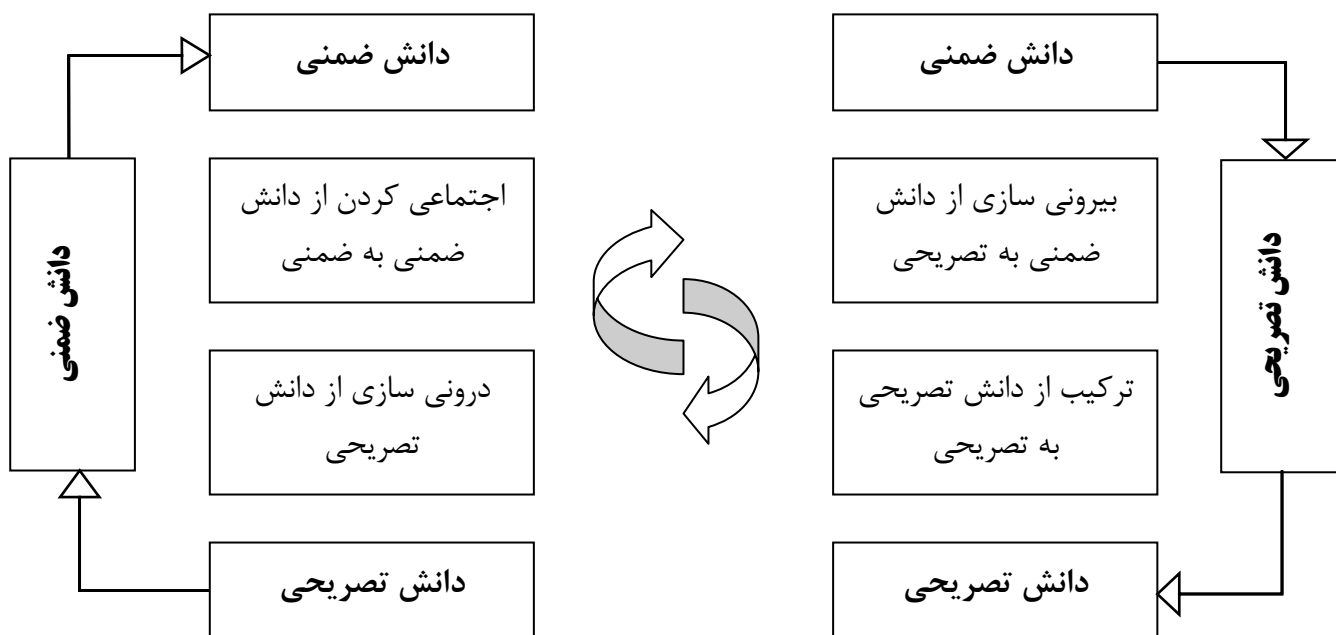 دانش ضمنی
دانش ضمنی
بیرونی سازی از دانش
ضمنی به تصریحی
اجتماعی کردن از دانش
ضمنی به ضمنی
دانش تصریحی
دانش ضمنی
ترکیب از دانش تصریحی
به تصریحی
درونی سازی از دانش
تصریحی
دانش تصریحی
دانش تصریحی